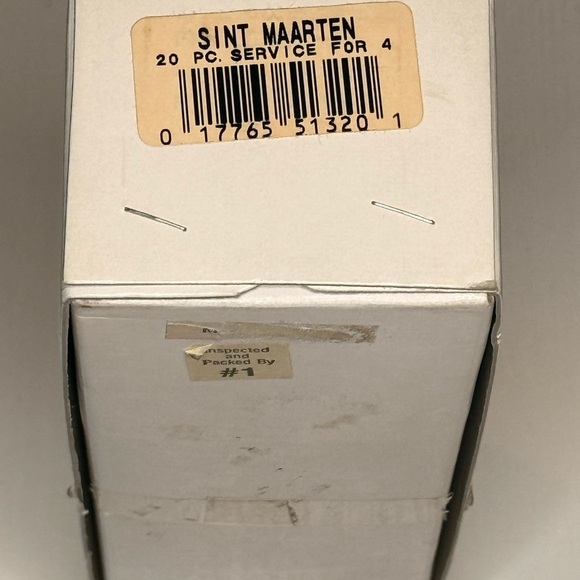 SINT MAARTEN
20 PC. SERVICE FOR 4
0 17765 51320 1
Inspected
and
Packed By
#1